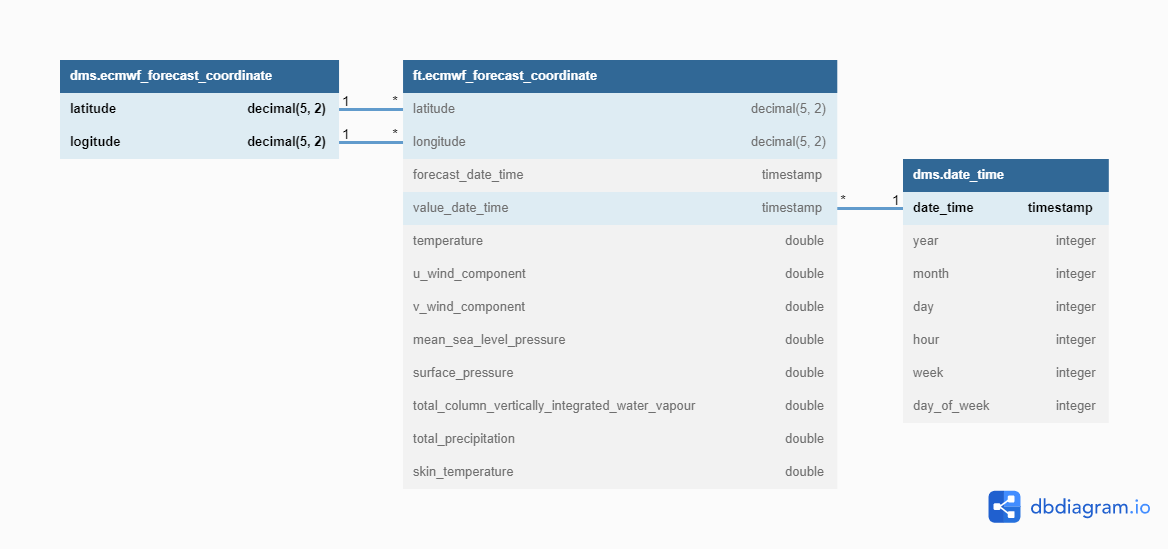 dms.ecmwf_forecast_coordinate
latitude decimal(5, 2)
logitude decimal(5, 2)
1 *
1 *
ft.ecmwf_forecast_coordinate
latitude decimal(5, 2)
longitude decimal(5, 2)
forecast_date_time timestamp
value_date_time timestamp
temperature double
u_wind_component double
v_wind_component double
mean_sea_level_pressure double
surface_pressure double
total_column_vertically_integrated_water_vapour double
total_precipitation double
skin_temperature double
* 1
dms.date_time
date_time timestamp
year integer
month integer
day integer
hour integer
week integer
day_of_week integer
dbdiagram.io